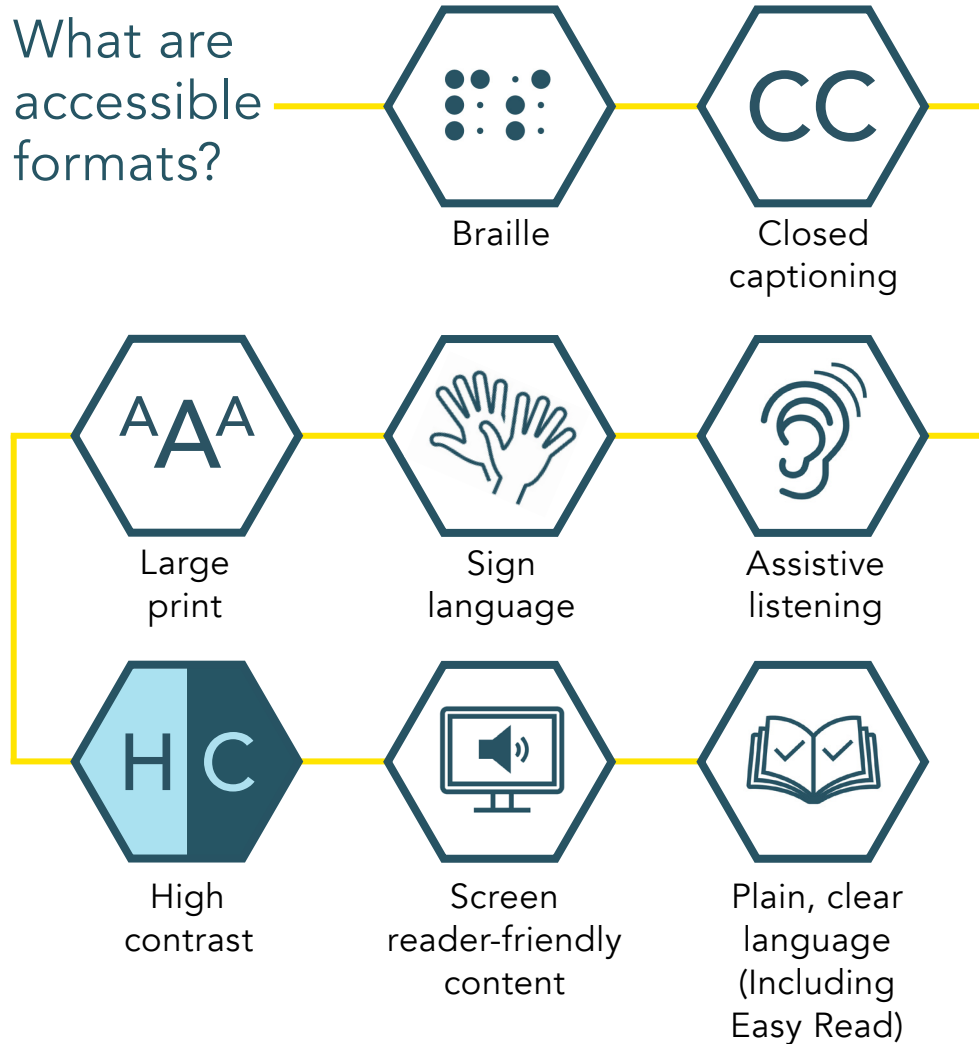 What are
accessible
formats?
CC
Braille
Closed
captioning
AAA
Large
print
Sign
language
Assistive
listening
HC
High
contrast
Screen
reader-friendly
content
Plain, clear
language
(Including
Easy Read)